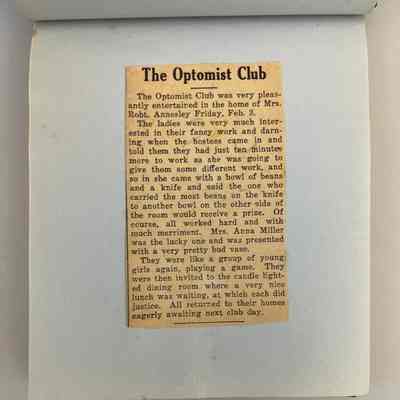 The Optomist Club
The Optomist Club was very pleas-
antly entertained in the home of Mrs.
Robt. Annesley Friday, Feb. 3.
The ladies were very much inter-
ested in their fancy work and darn-
ing when the hostess came in and
told them they had just ten minutes
more to work as she was going to
give them some different work, and
so in she came with a bowl of beans
and a knife and said the one who
carried the most beans on the knife
to another bowl on the other side of
the room would receive a prize. Of
course, all worked hard and with
much merriment. Mrs. Anna Miller
was the lucky one and was presented
with a very pretty bud vase.
They were like a group of young
girls again, playing a game. They
were then invited to the candle light-
ed dining room where a very nice
lunch was waiting, at which each did
justice. All returned to their homes
eagerly awaiting next club day.